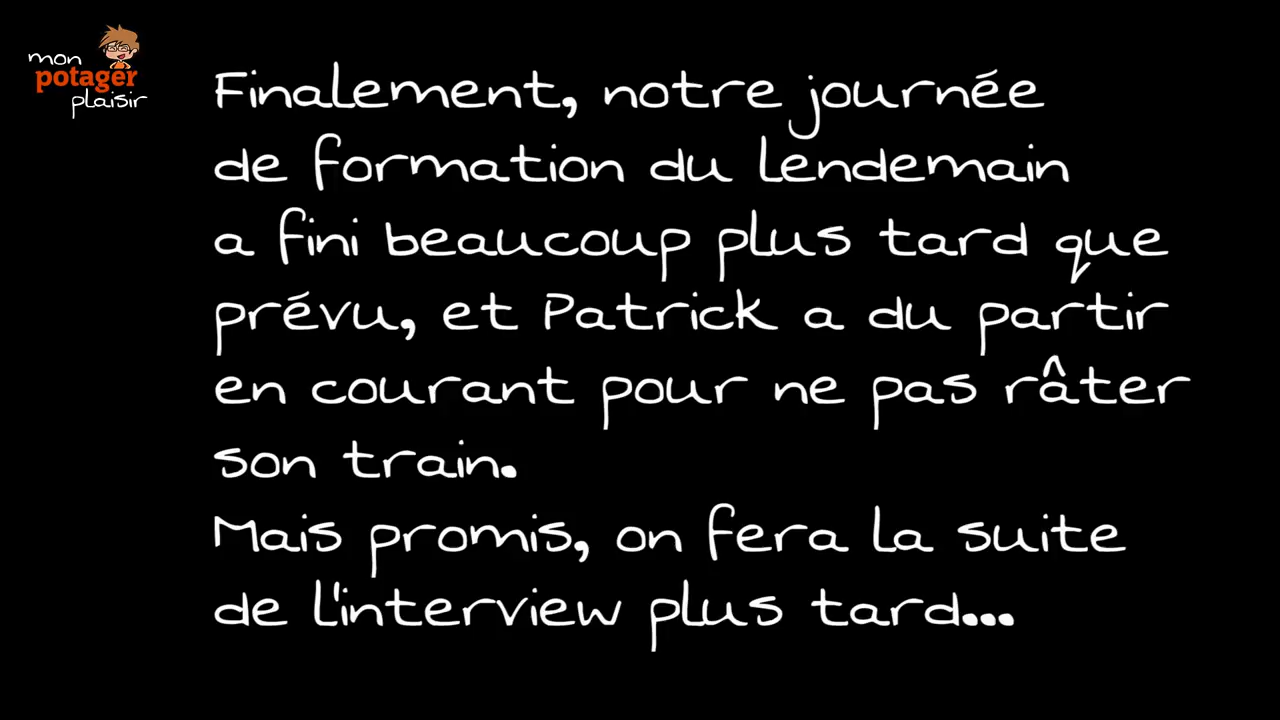 mon
potager
plaisir
Finalement, notre journée
de formation du lendemain
a fini beaucoup plus tard que
prévu, et Patrick a du partir
en courant pour ne pas râter
son train.
Mais promis, on fera la suite
de l'interview plus tard...